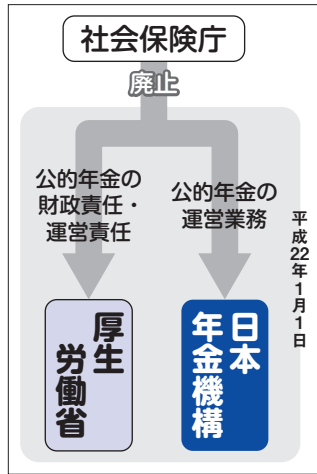 社会保険庁
廃止
公的年金の
財政責任・
運営責任
公的年金の
運営業務
平成22年1月1日
厚生
労働省
日本
年金機構